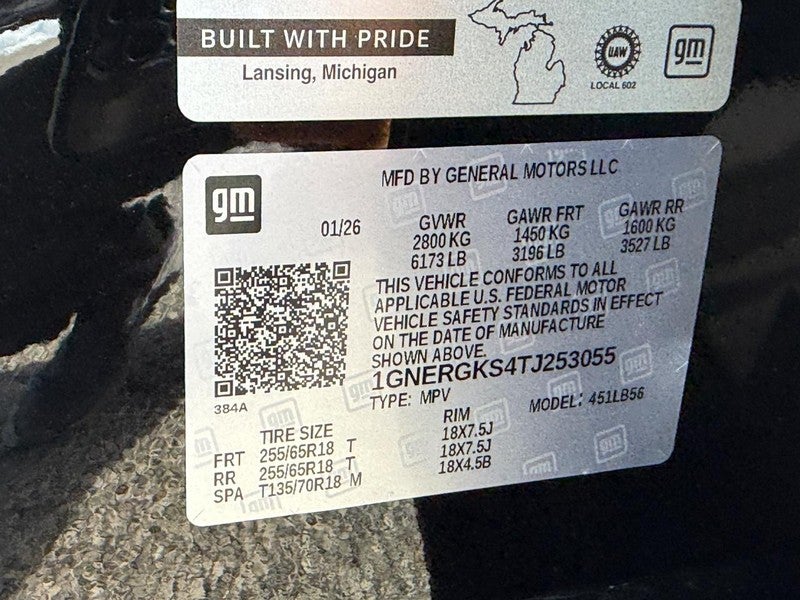 BUILT WITH PRIDE
Lansing, Michigan
UAW
LOCAL 602
gm
gm
MFD BY GENERAL MOTORS LLC
01/26
GVWR GAWR FRT GAWR RR
2800 KG 1450 KG 1600 KG
6173 LB 3196 LB 3527 LB
THIS VEHICLE CONFORMS TO ALL
APPLICABLE U.S. FEDERAL MOTOR
VEHICLE SAFETY STANDARDS IN EFFECT
ON THE DATE OF MANUFACTURE
SHOWN ABOVE.
1GNERGKS4TJ253055
TYPE: MPV MODEL: 451LB56
384A
TIRE SIZE RIM
FRT 255/65R18 T 18X7.5J
RR 255/65R18 T 18X7.5J
SPA T135/70R18 M 18X4.5B